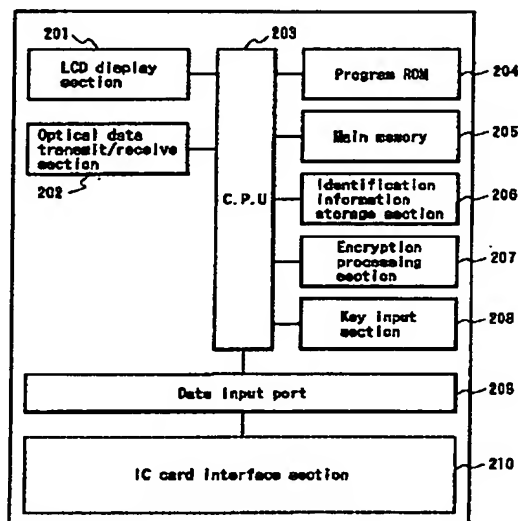 201
203
LCD display
section
Program ROM
204
Optical data
transmit/receive
section
202
Main memory
205
C.P.U
Identification
information
storage section
206
Encryption
processing
section
207
Key input
section
208
Data input port
209
IC card interface section
210